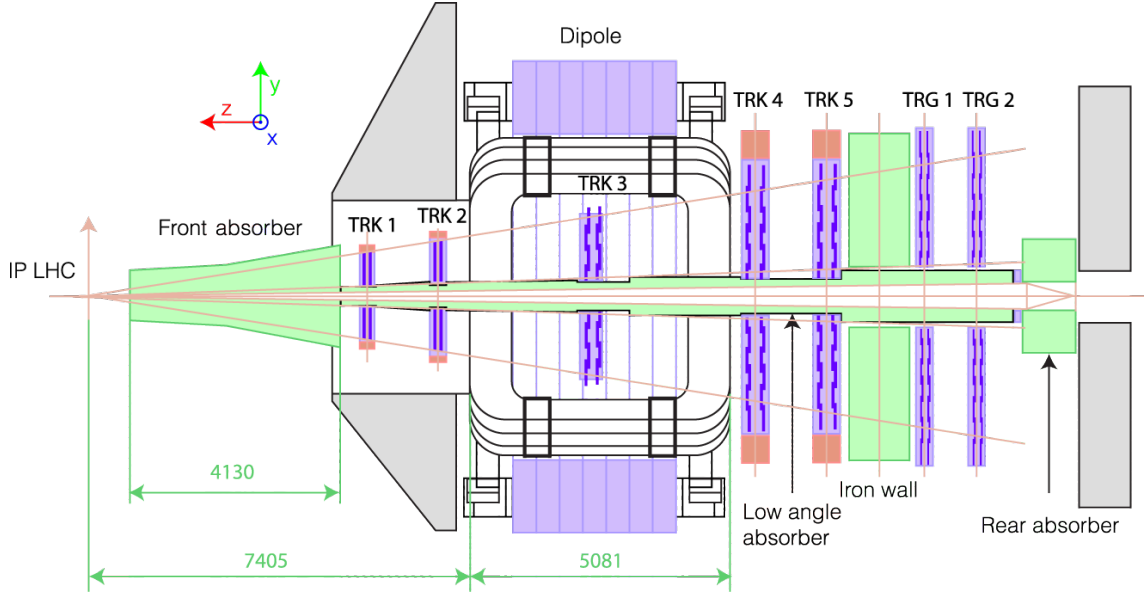 Dipole
y
z
x
TRK 4
TRK 5
TRG 1
TRG 2
TRK 3
TRK 1
TRK 2
Front absorber
IP LHC
4130
Iron wall
Low angle
absorber
Rear absorber
7405
5081